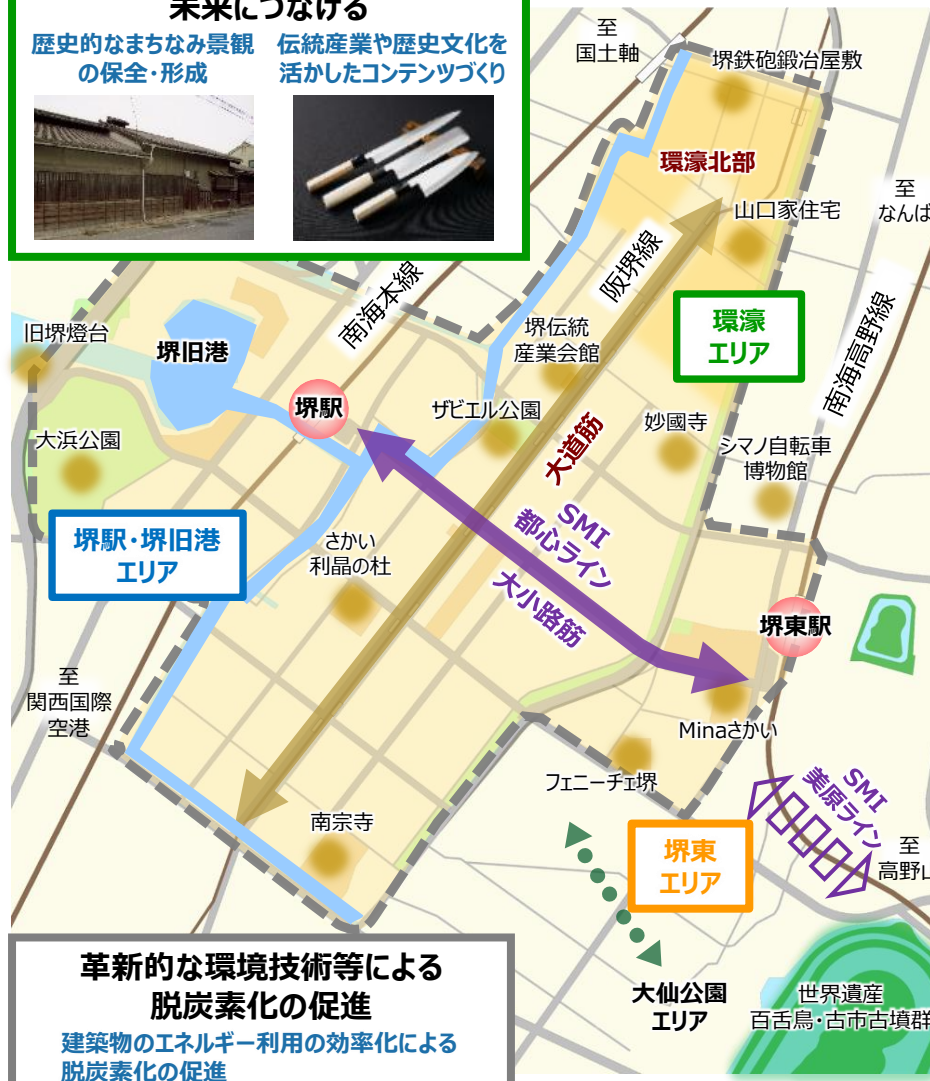 未来につなげる
歴史的なまちなみ景観
の保全・形成
伝統産業や歴史文化を
活かしたコンテンツづくり
至
国土軸
堺鉄砲鍛冶屋敷
環濠北部
山口家住宅
至
なんば
阪堺線
南海本線
環濠
エリア
南海高野線
旧堺燈台
堺旧港
堺伝統
産業会館
堺駅
ザビエル公園
大道筋
妙國寺
シマノ自転車
博物館
大浜公園
堺駅・堺旧港
エリア
さかい
利晶の杜
SMI
都心ライン
大小路筋
堺東駅
至
関西国際
空港
Minaさかい
フェニーチェ堺
SMI
美原ライン
南宗寺
堺東
エリア
至
高野山
大仙公園
エリア
世界遺産
百舌鳥・古市古墳群
革新的な環境技術等による
脱炭素化の促進
建築物のエネルギー利用の効率化による
脱炭素化の促進